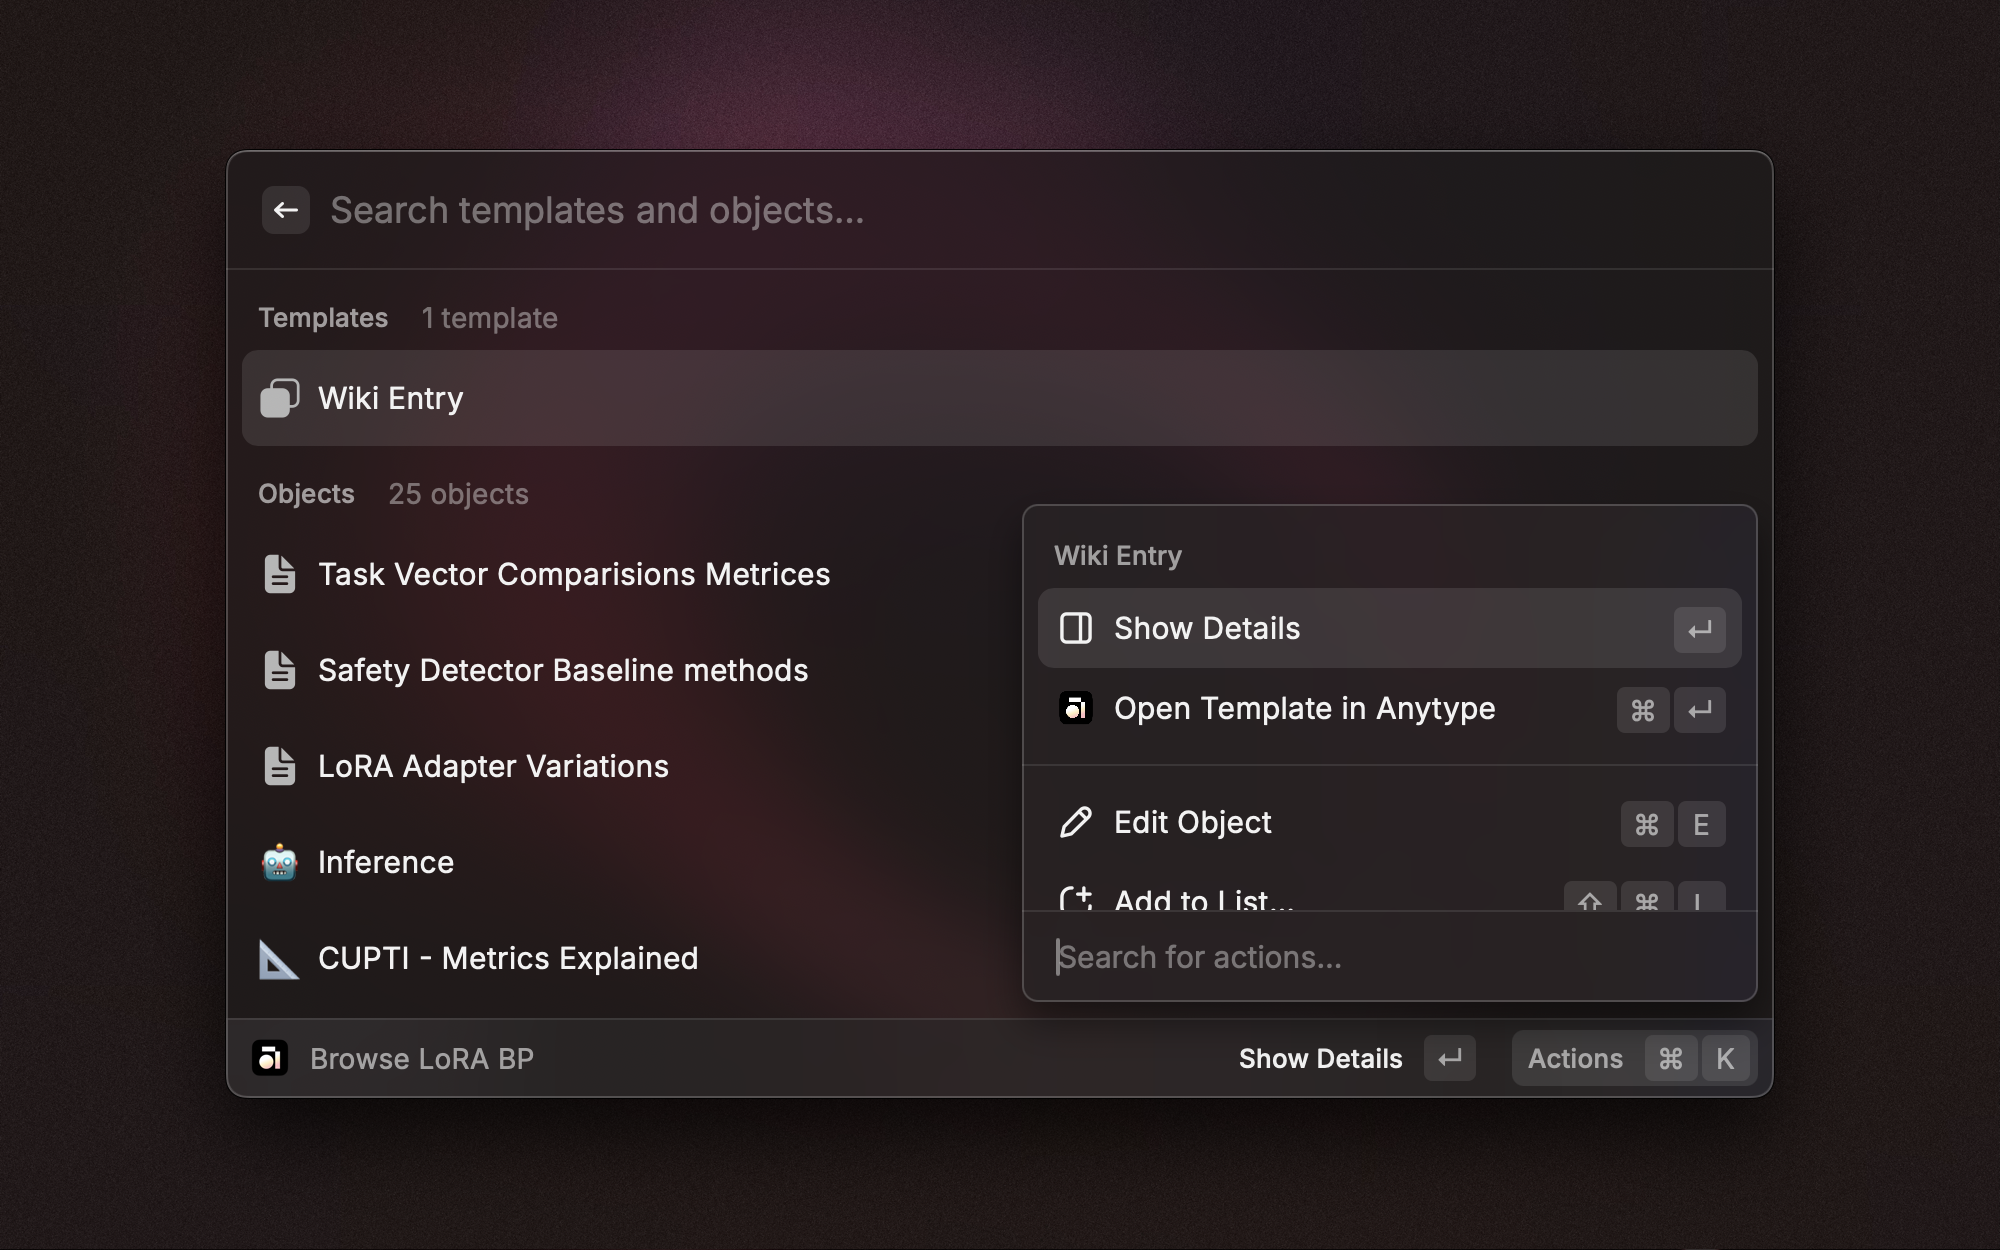 Search templates and objects...
Templates 1 template
Wiki Entry
Objects 25 objects
Task Vector Comparisions Metrices
Safety Detector Baseline methods
LoRA Adapter Variations
Inference
CUPTI - Metrics Explained
Wiki Entry
Show Details ↵
Open Template in Anytype ⌘ ↵
Edit Object ⌘ E
Add to List... ⇧ ⌘ L
Search for actions...
Browse LoRA BP
Show Details ↵ Actions ⌘ K